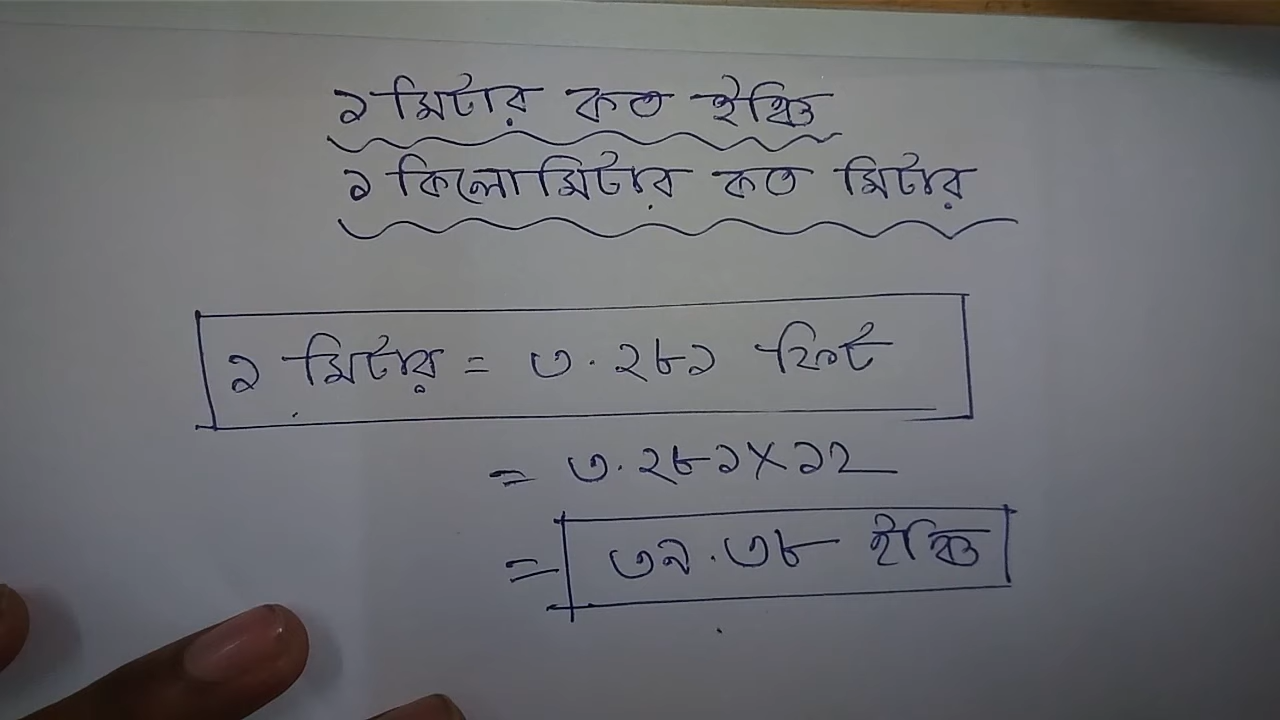 ১ মিটার কত ইঞ্চি
১ কিলোমিটার কত মিটার
১ মিটার = ৩.২৮১ ফিট
= ৩.২৮১×১২
= ৩৯.৩৮ ইঞ্চি